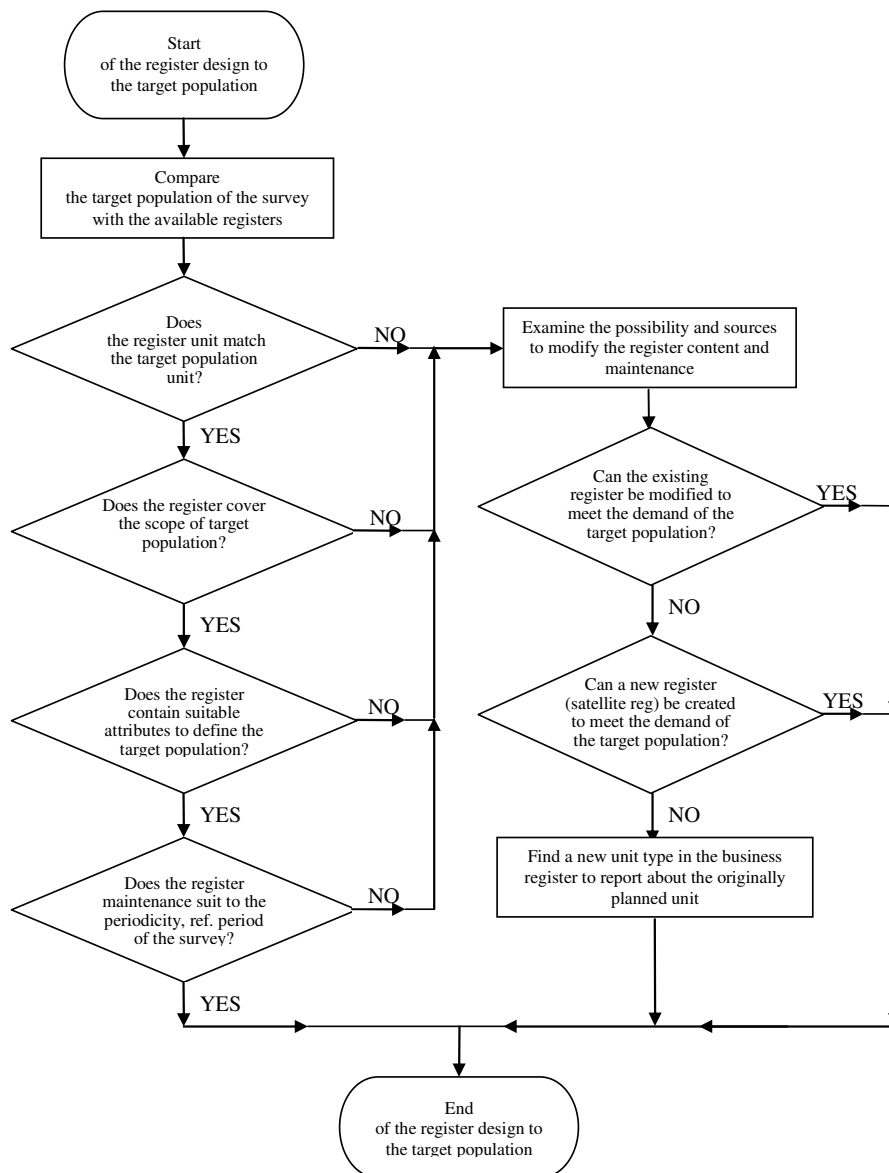 Start
of the register design to
the target population
Compare
the target population of the survey
with the available registers
Does
the register unit match
the target population
unit?
NO
YES
Does the register cover
the scope of target
population?
NO
YES
Does the register
contain suitable
attributes to define the
target population?
NO
YES
Does the register
maintenance suit to the
periodicity, ref. period
of the survey?
NO
YES
Examine the possibility and sources
to modify the register content and
maintenance
Can the existing
register be modified to
meet the demand of the
target population?
YES
NO
Can a new register
(satellite reg) be created
to meet the demand of
the target population?
YES
NO
Find a new unit type in the business
register to report about the originally
planned unit
End
of the register design to
the target population